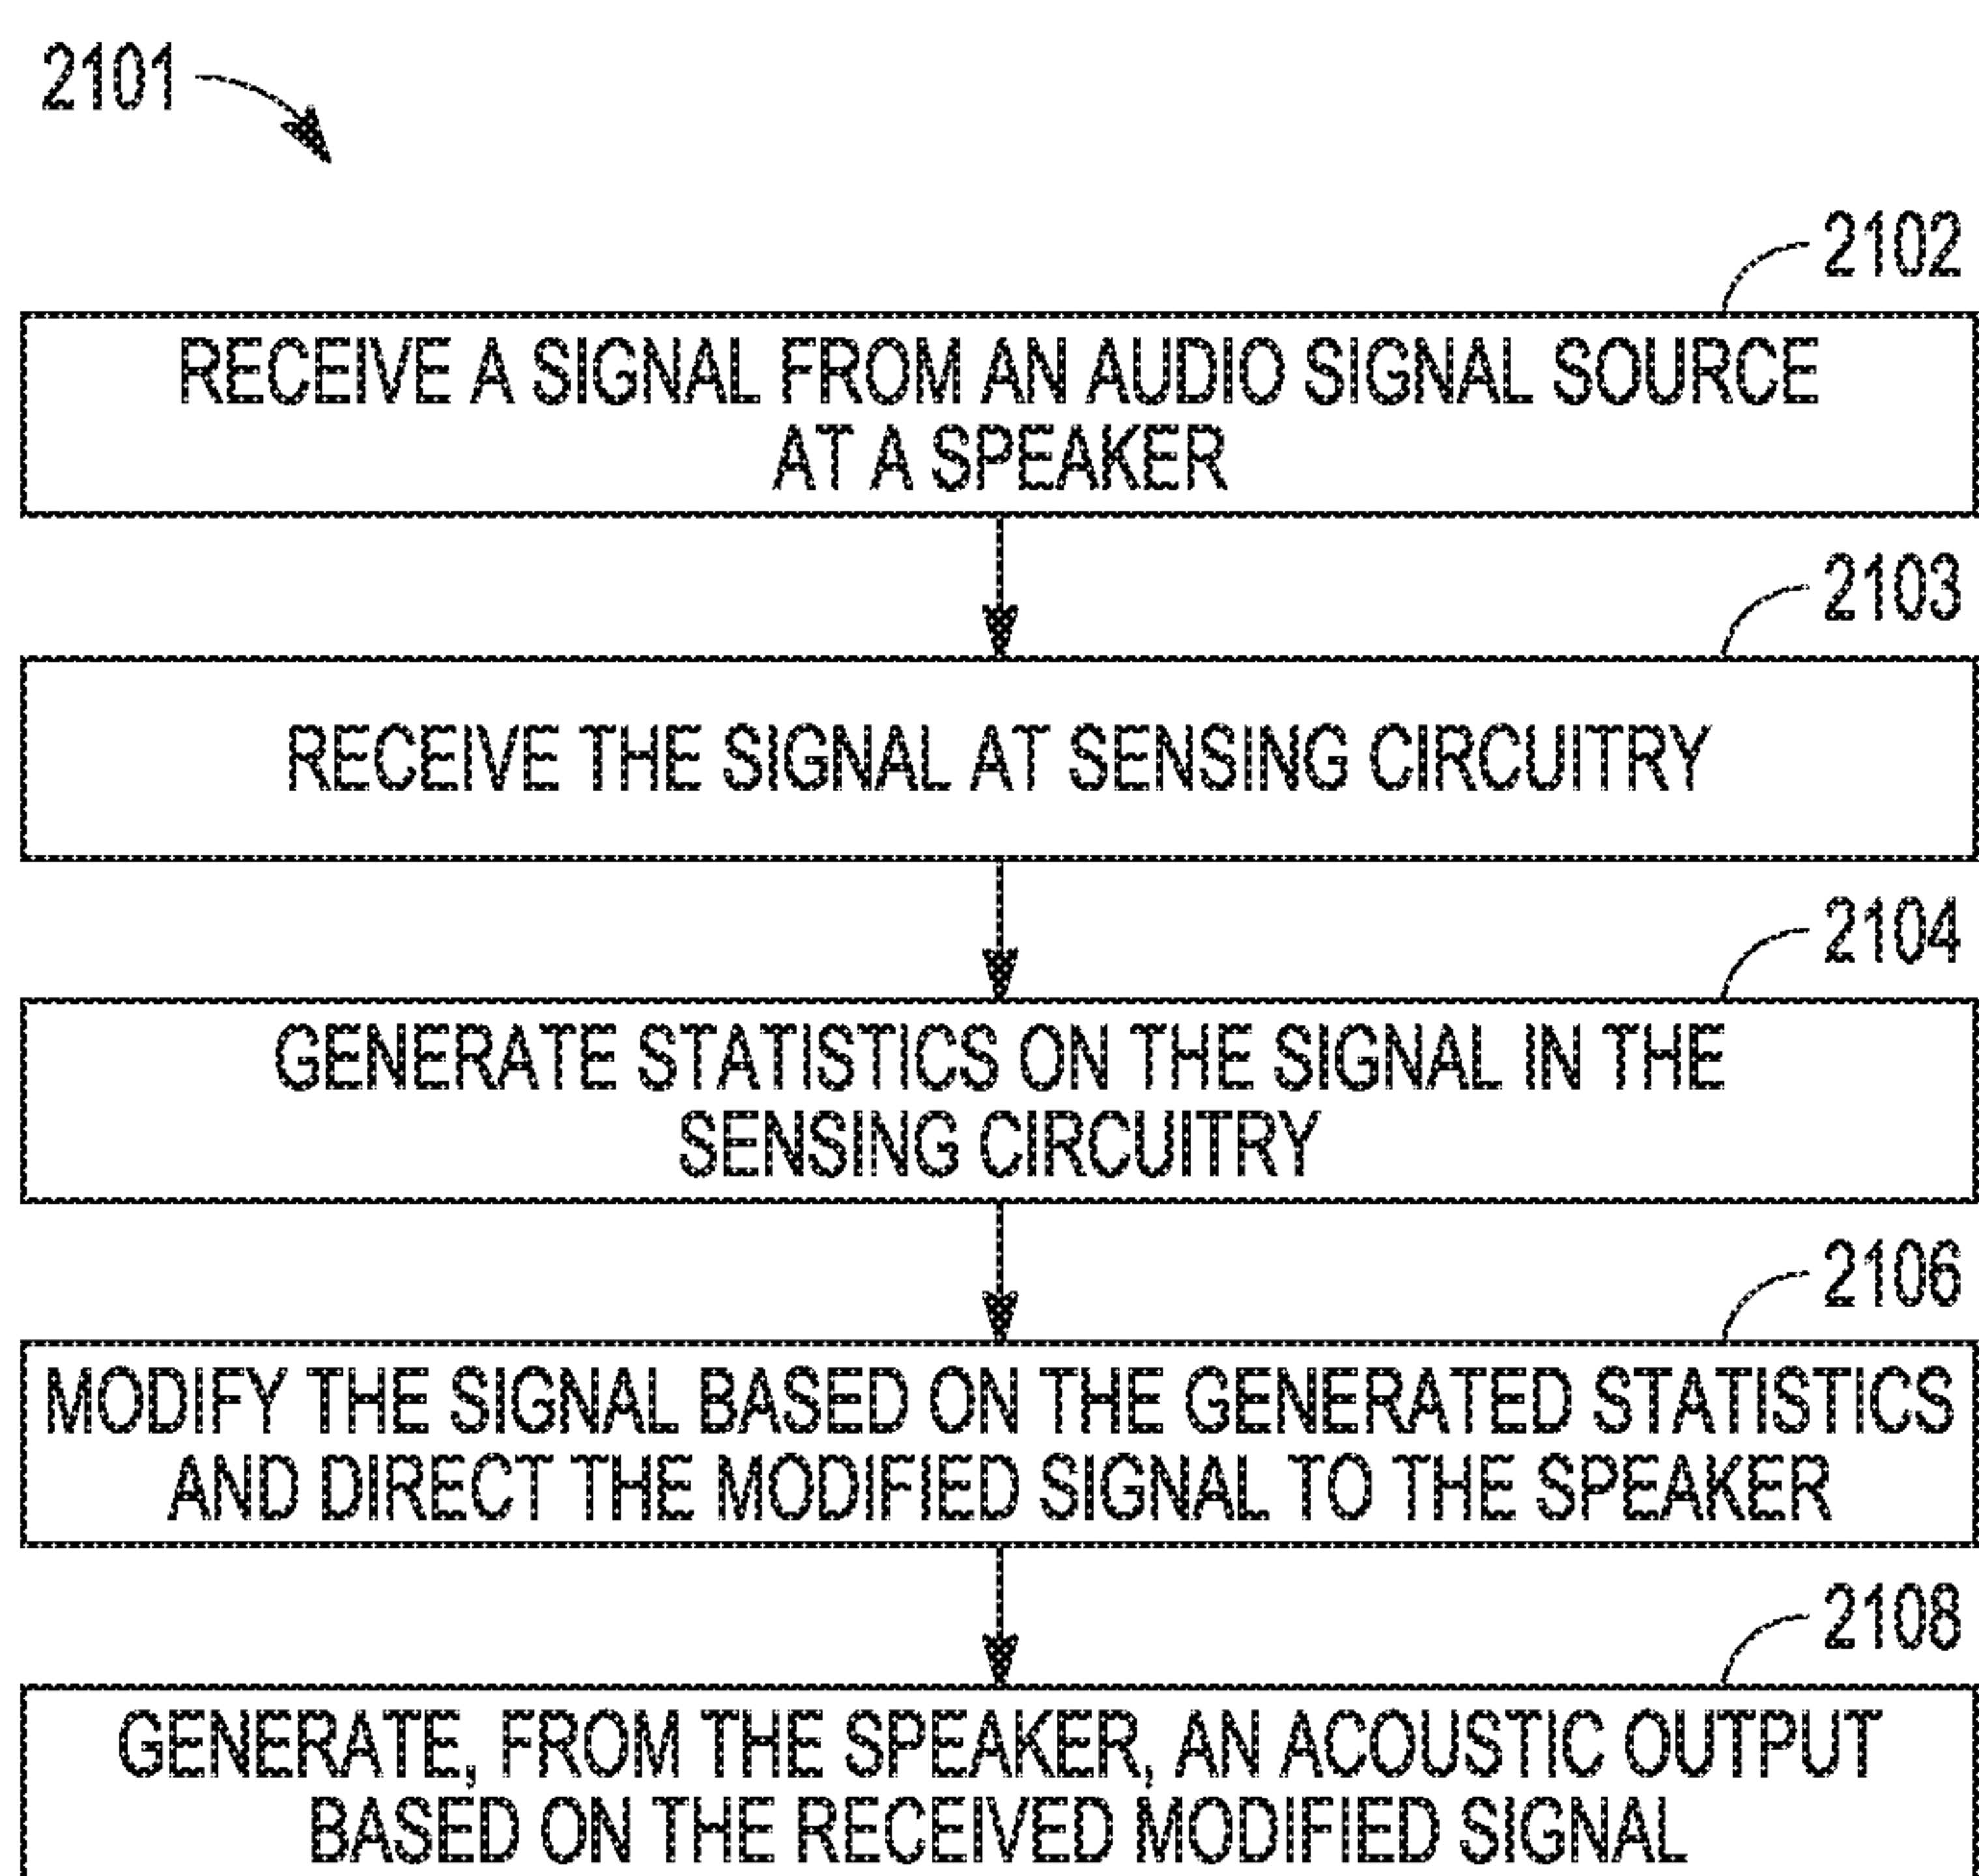 2101
2102
RECEIVE A SIGNAL FROM AN AUDIO SIGNAL SOURCE
AT A SPEAKER
2103
RECEIVE THE SIGNAL AT SENSING CIRCUITRY
2104
GENERATE STATISTICS ON THE SIGNAL IN THE
SENSING CIRCUITRY
2106
MODIFY THE SIGNAL BASED ON THE GENERATED STATISTICS
AND DIRECT THE MODIFIED SIGNAL TO THE SPEAKER
2108
GENERATE, FROM THE SPEAKER, AN ACOUSTIC OUTPUT
BASED ON THE RECEIVED MODIFIED SIGNAL